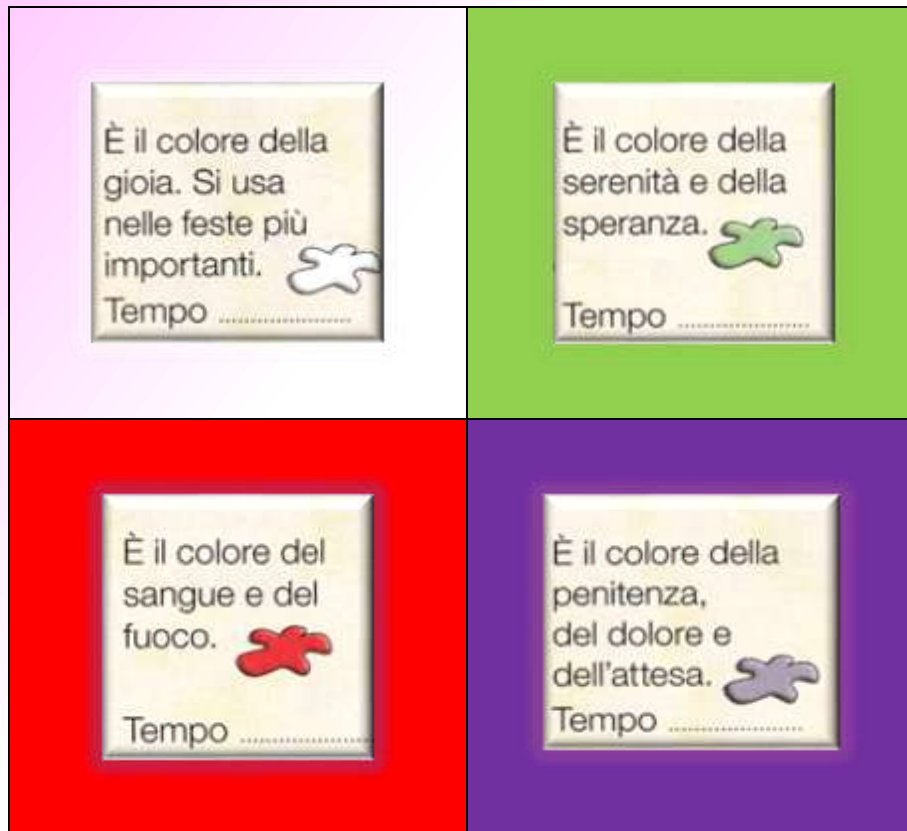 È il colore della
gioia. Si usa
nelle feste più
importanti.
Tempo ......................
È il colore della
serenità e della
speranza.
Tempo ......................
È il colore del
sangue e del
fuoco.
Tempo ......................
È il colore della
penitenza,
del dolore e
dell'attesa.
Tempo ......................